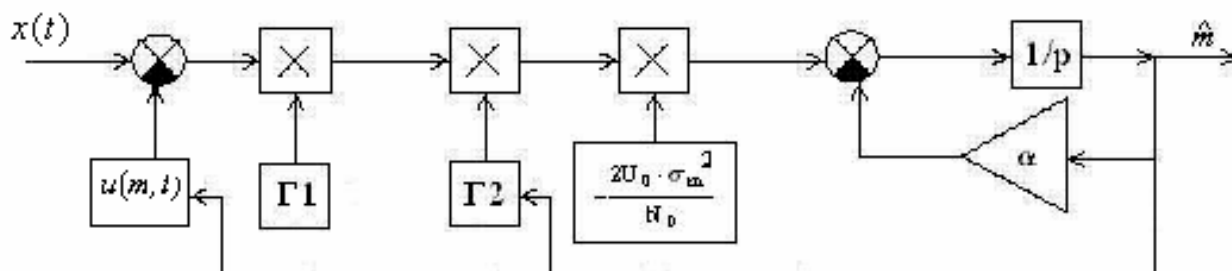 x(t)
m̂
1/p
u(m,t)
Γ1
Γ2
-2U₀ · σₘ²
N₀
α